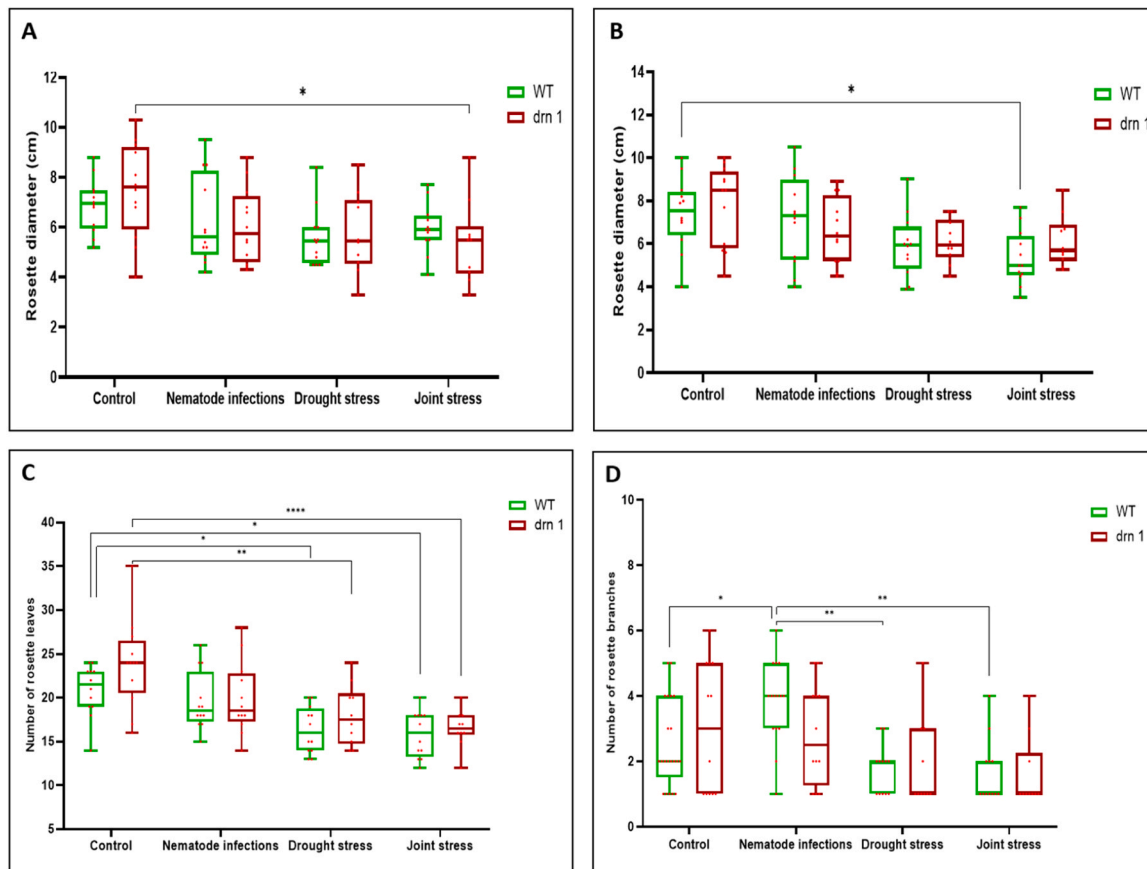 A
Rosette diameter (cm)
12
10
8
6
4
2
0
*
WT
drn 1
Control
Nematode infections
Drought stress
Joint stress
B
Rosette diameter (cm)
14
12
10
8
6
4
2
0
*
WT
drn 1
Control
Nematode infections
Drought stress
Joint stress
C
Number of rosette leaves
40
35
30
25
20
15
10
5
****
*
*
**
WT
drn 1
Control
Nematode infections
Drought stress
Joint stress
D
Number of rosette branches
10
8
6
4
2
0
*
**
**
WT
drn 1
Control
Nematode infections
Drought stress
Joint stress